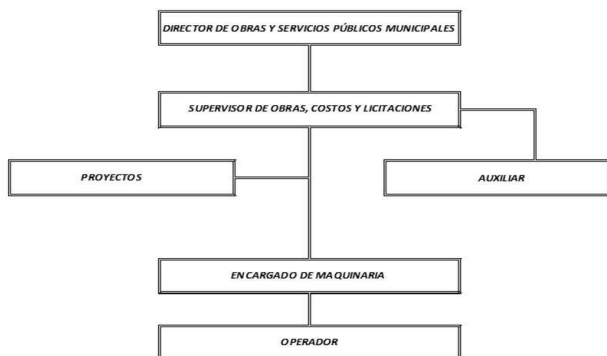 DIRECTOR DE OBRAS Y SERVICIOS PÚBLICOS MUNICIPALES
SUPERVISOR DE OBRAS, COSTOS Y LICITACIONES
PROYECTOS
AUXILIAR
ENCARGADO DE MAQUINARIA
OPERADOR